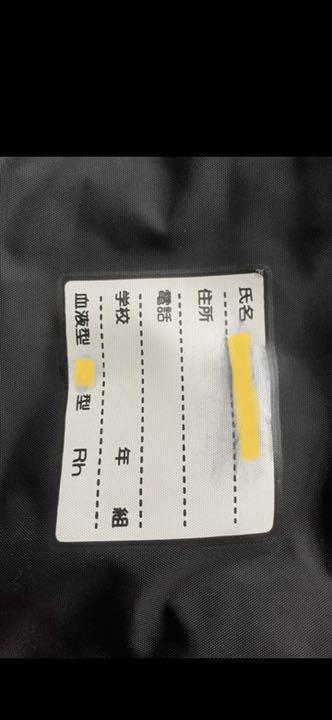 氏名
住所
電話
学校 年 組
血液型 型 Rh